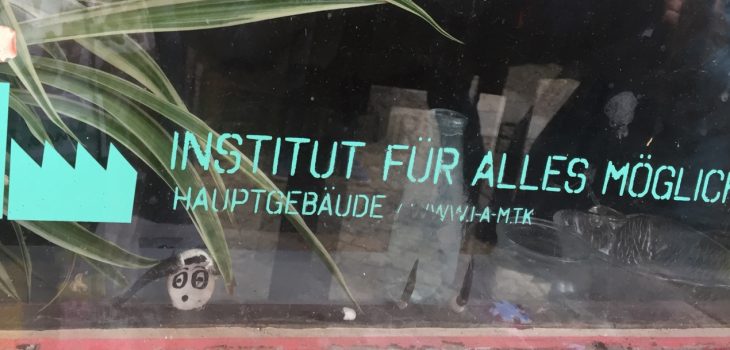 INSTITUT FÜR ALLES MÖGLICH
HAUPTGEBÄUDE / WWW.I-A-M.TK